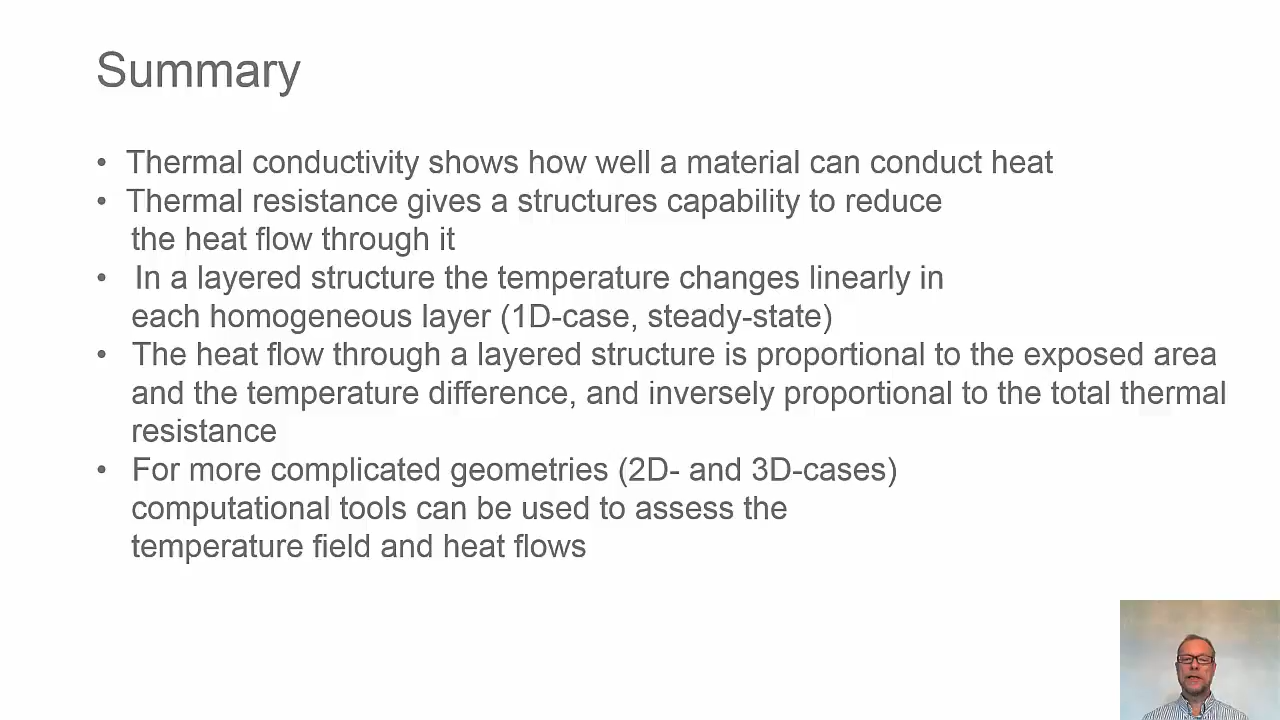 Summary
• Thermal conductivity shows how well a material can conduct heat
• Thermal resistance gives a structures capability to reduce
the heat flow through it
• In a layered structure the temperature changes linearly in
each homogeneous layer (1D-case, steady-state)
• The heat flow through a layered structure is proportional to the exposed area
and the temperature difference, and inversely proportional to the total thermal
resistance
• For more complicated geometries (2D- and 3D-cases)
computational tools can be used to assess the
temperature field and heat flows